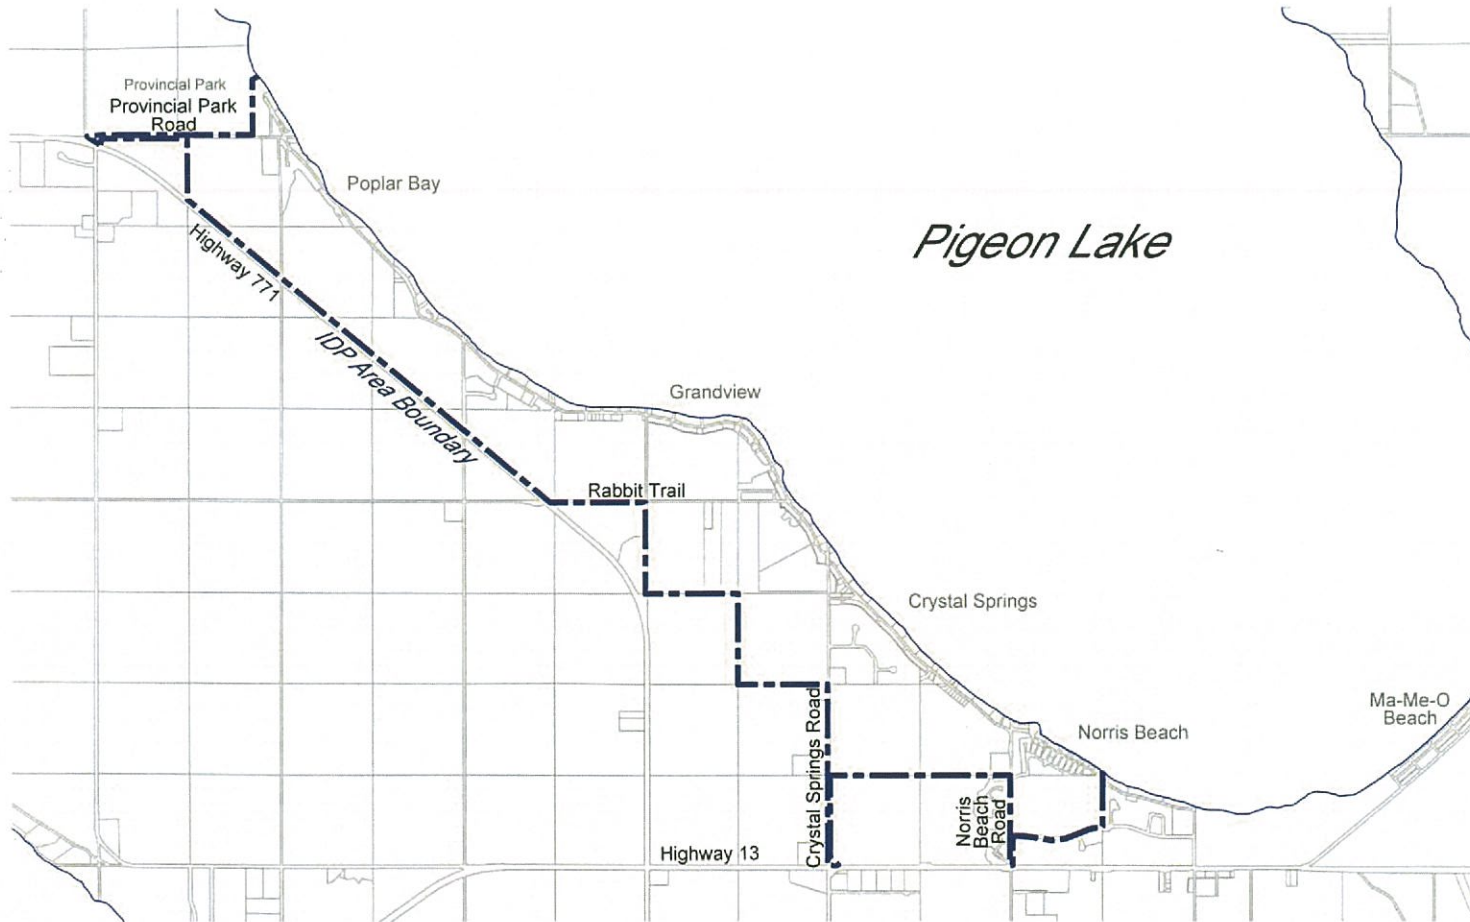 Provincial Park
Provincial Park
Road
Poplar Bay
Pigeon Lake
Highway 771
IDP Area Boundary
Grandview
Rabbit Trail
Crystal Springs
Crystal Springs Road
Ma-Me-O
Beach
Norris Beach
Norris
Beach
Road
Highway 13